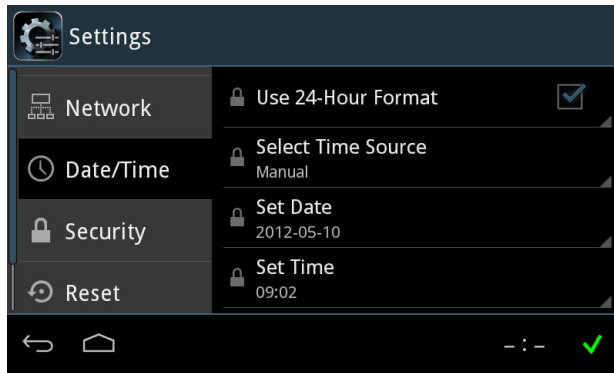 Settings
Network
Date/Time
Security
Reset
Use 24-Hour Format
Select Time Source
Manual
Set Date
2012-05-10
Set Time
09:02
-:-